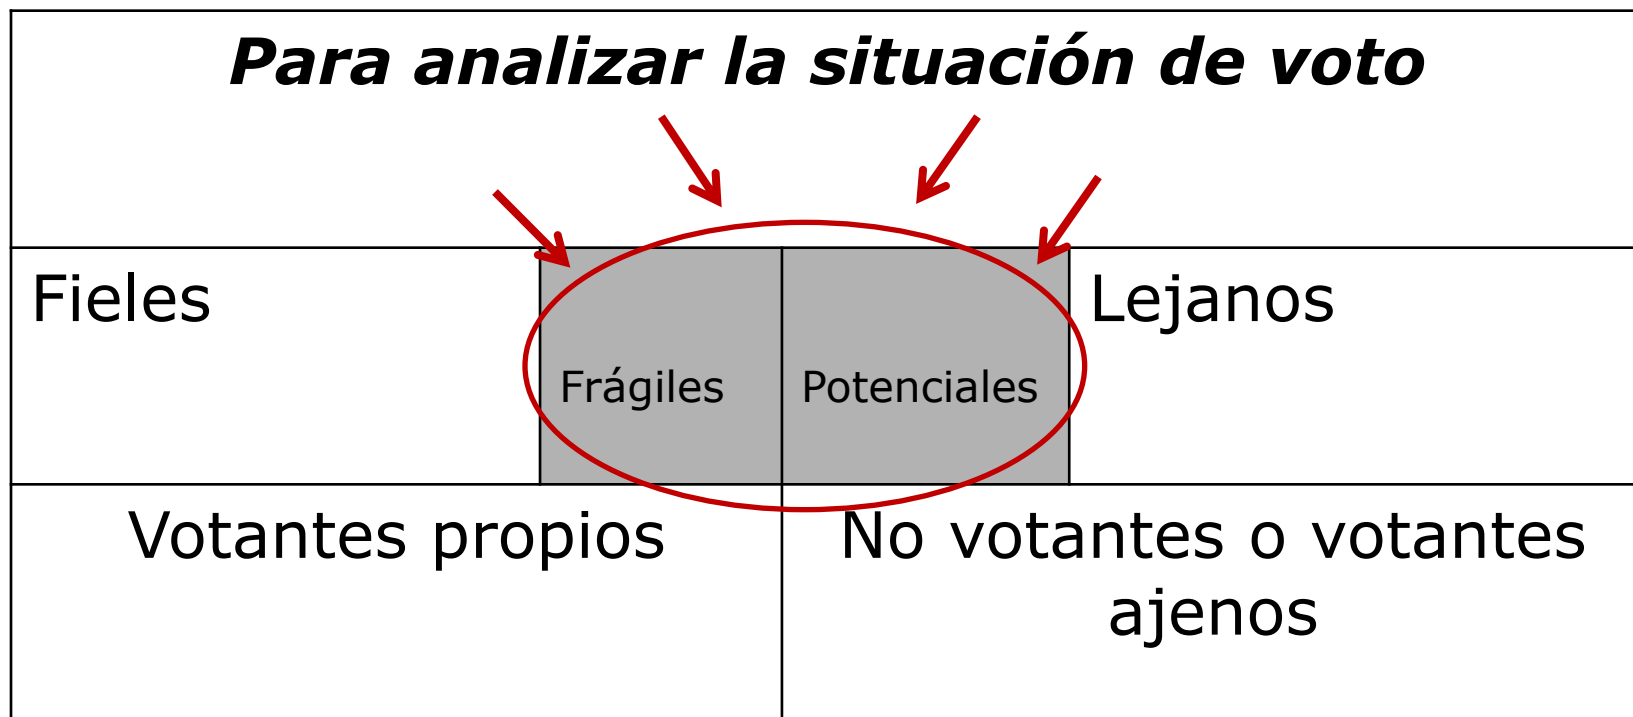 Para analizar la situación de voto
Fieles
Lejanos
Frágiles
Potenciales
Votantes propios
No votantes o votantes
ajenos